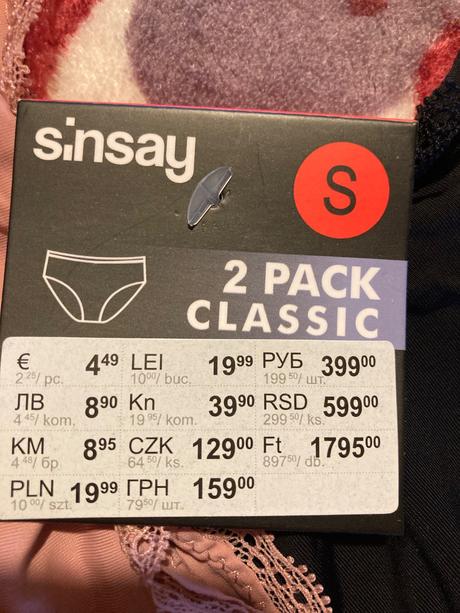 sinsay
S
2 PACK
CLASSIC
€ 4⁴⁹ LEI 19⁹⁹ РУБ 399⁰⁰
2²⁵/ pc. 10⁰⁰/ buc. 199⁵⁰/ шт.
ЛВ 8⁹⁰ Kn 39⁹⁰ RSD 599⁰⁰
4⁴⁵/ kom. 19⁹⁵/ kom. 299⁵⁰/ ks.
KM 8⁹⁵ CZK 129⁰⁰ Ft 1795⁰⁰
4⁴⁸/ бр 64⁵⁰/ ks. 897⁵⁰/ db.
PLN 19⁹⁹ ГРН 159⁰⁰
10⁰⁰/ szt. 79⁵⁰/ шт.